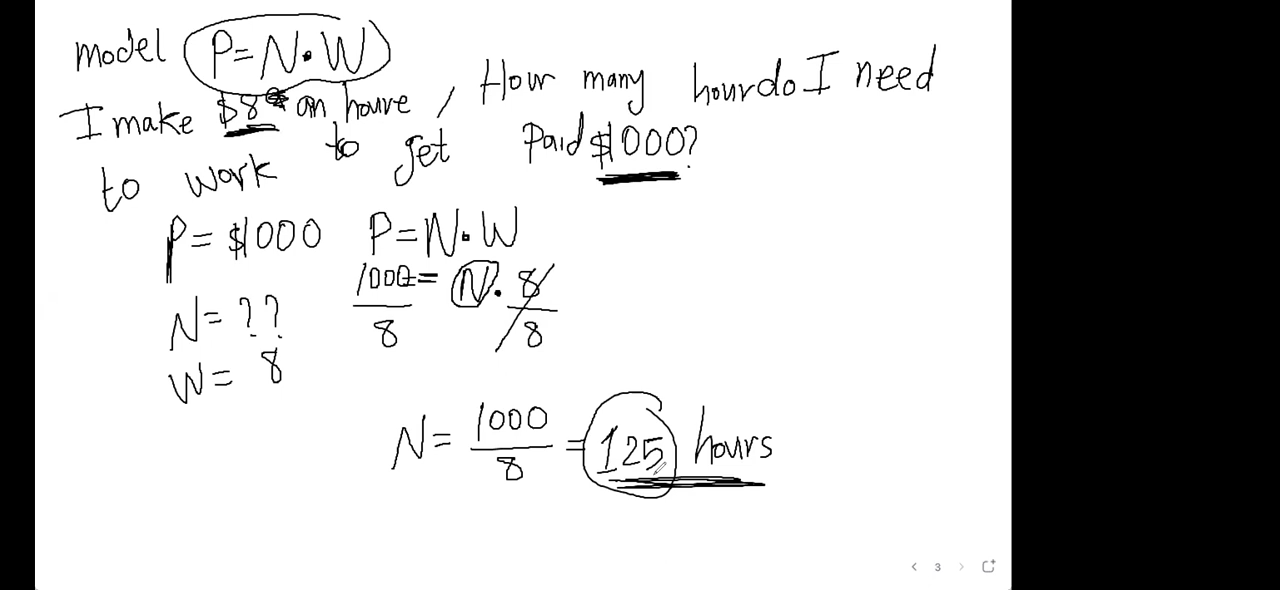 model P=N·W
I make $8 an houre, How many hour do I need
to work to get paid $1000?
P= $1000 P=N·W
N= ??
1000= N· 8
8 8
W= 8
N= 1000/8 = 125 hours
< 3 >